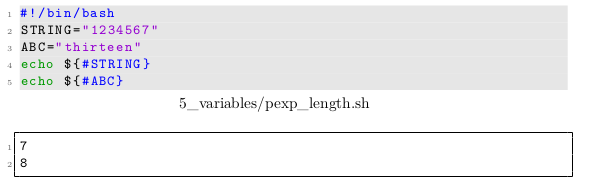 1 #!/bin/bash
2 STRING="1234567"
3 ABC="thirteen"
4 echo ${#STRING}
5 echo ${#ABC}
5_variables/pexp_length.sh
1 7
2 8